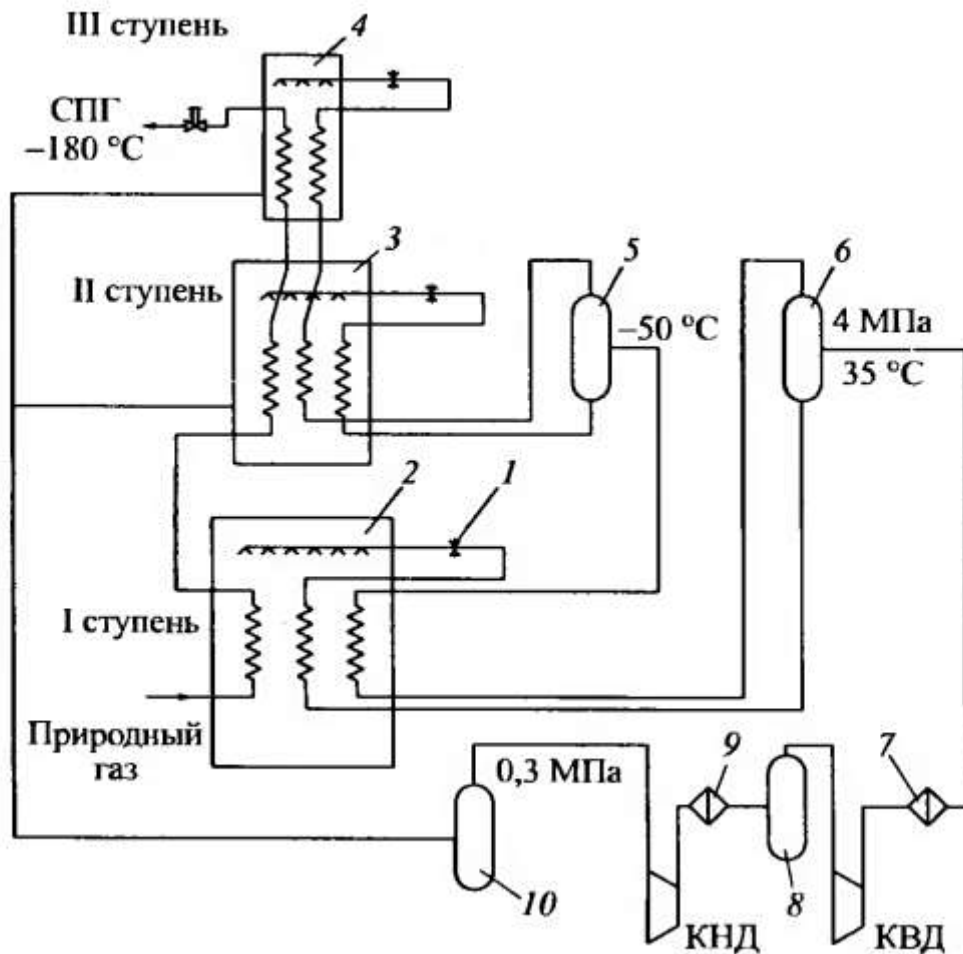 III ступень
4
СПГ
–180 °C
3
II ступень
5
–50 °C
6
4 МПа
35 °C
2
1
I ступень
Природный
газ
0,3 МПа
9
7
10
КНД
8
КВД